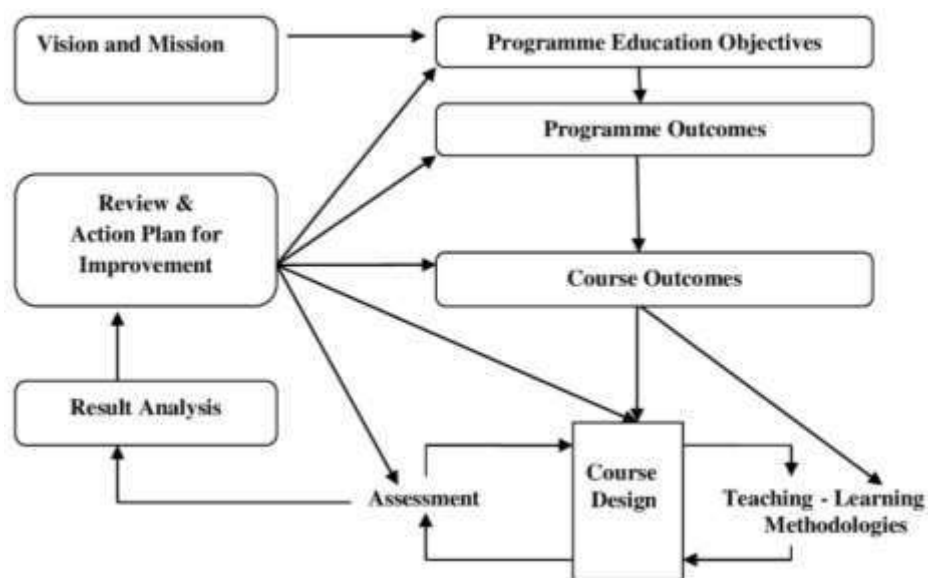 Vision and Mission
Programme Education Objectives
Programme Outcomes
Review &
Action Plan for
Improvement
Course Outcomes
Result Analysis
Assessment
Course
Design
Teaching - Learning
Methodologies